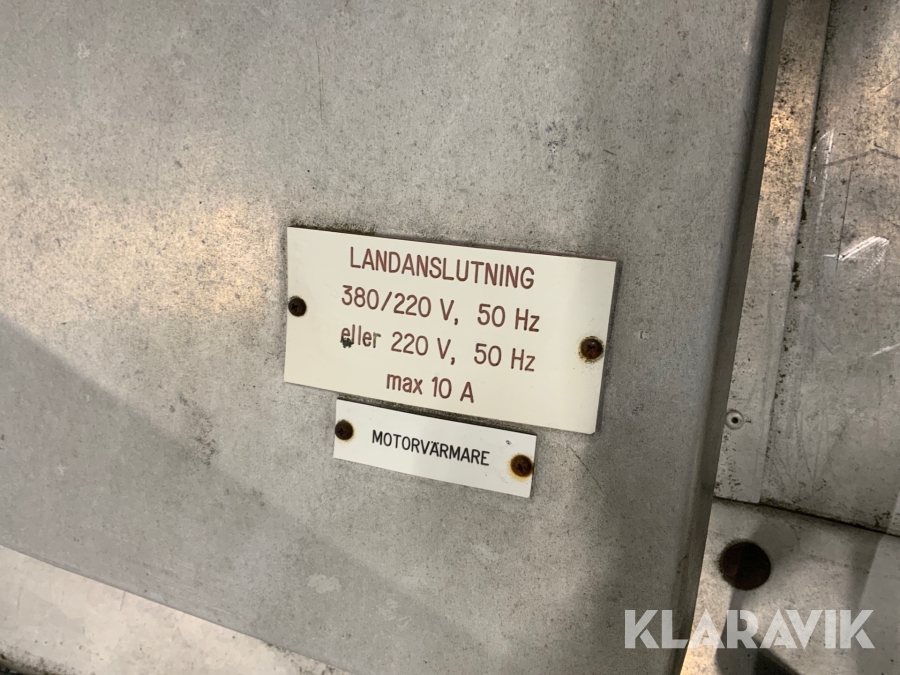 LANDANSLUTNING
380/220 V, 50 Hz
eller 220 V, 50 Hz
max 10 A
MOTORVÄRMARE
KLARAVIK